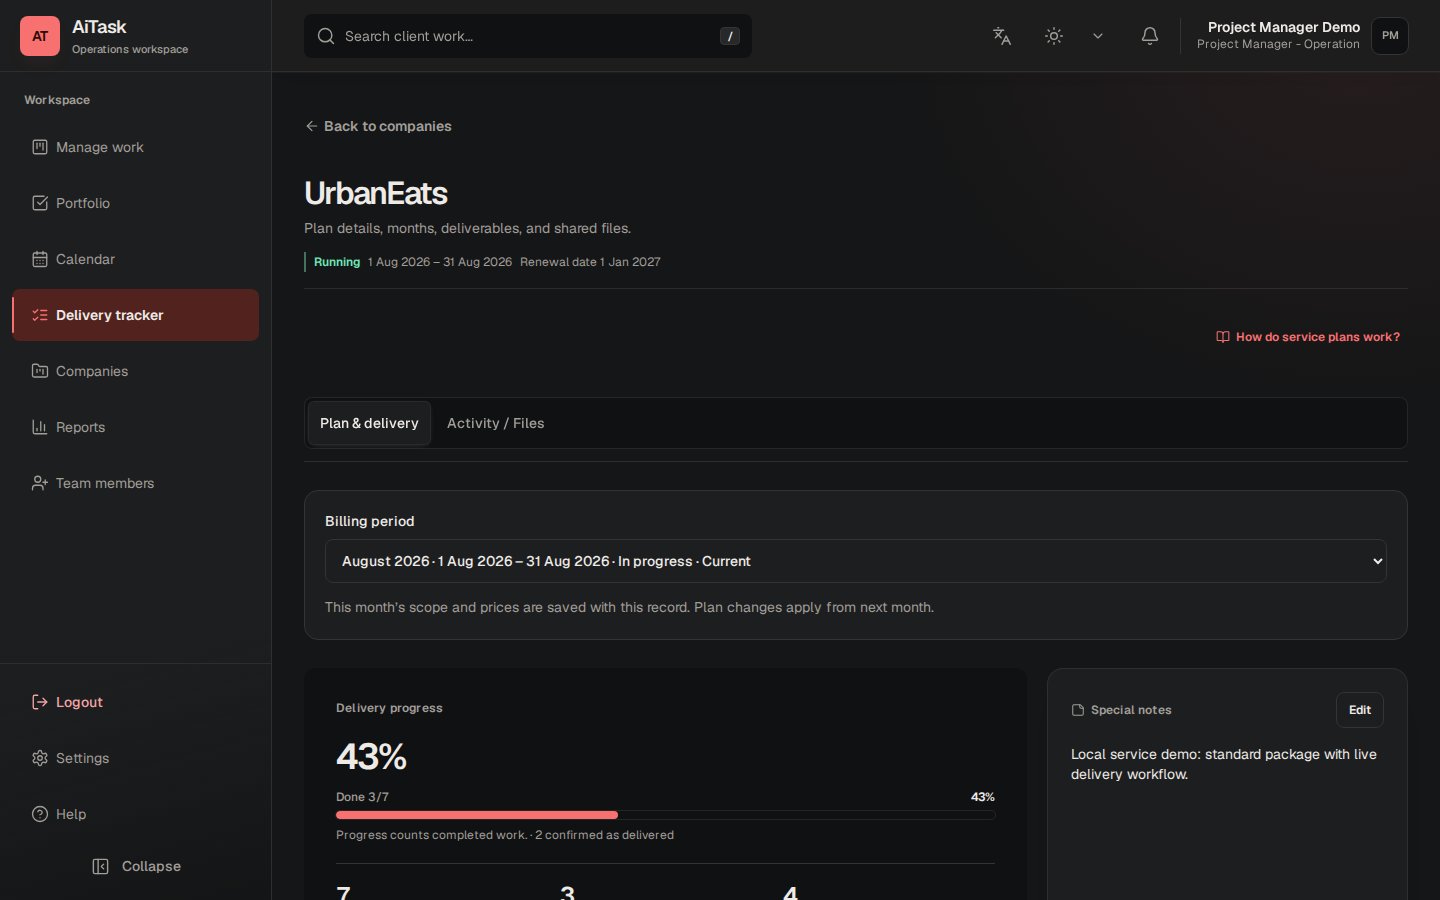 AT
AiTask
Operations workspace
Search client work...
/
Project Manager Demo
Project Manager - Operation
PM
Workspace
Manage work
Portfolio
Calendar
Delivery tracker
Companies
Reports
Team members
Logout
Settings
Help
Collapse
Back to companies
UrbanEats
Plan details, months, deliverables, and shared files.
Running 1 Aug 2026 – 31 Aug 2026 Renewal date 1 Jan 2027
How do service plans work?
Plan & delivery
Activity / Files
Billing period
August 2026 · 1 Aug 2026 – 31 Aug 2026 · In progress · Current
This month's scope and prices are saved with this record. Plan changes apply from next month.
Delivery progress
43%
Done 3/7
43%
Progress counts completed work. · 2 confirmed as delivered
7
3
4
Special notes
Edit
Local service demo: standard package with live
delivery workflow.